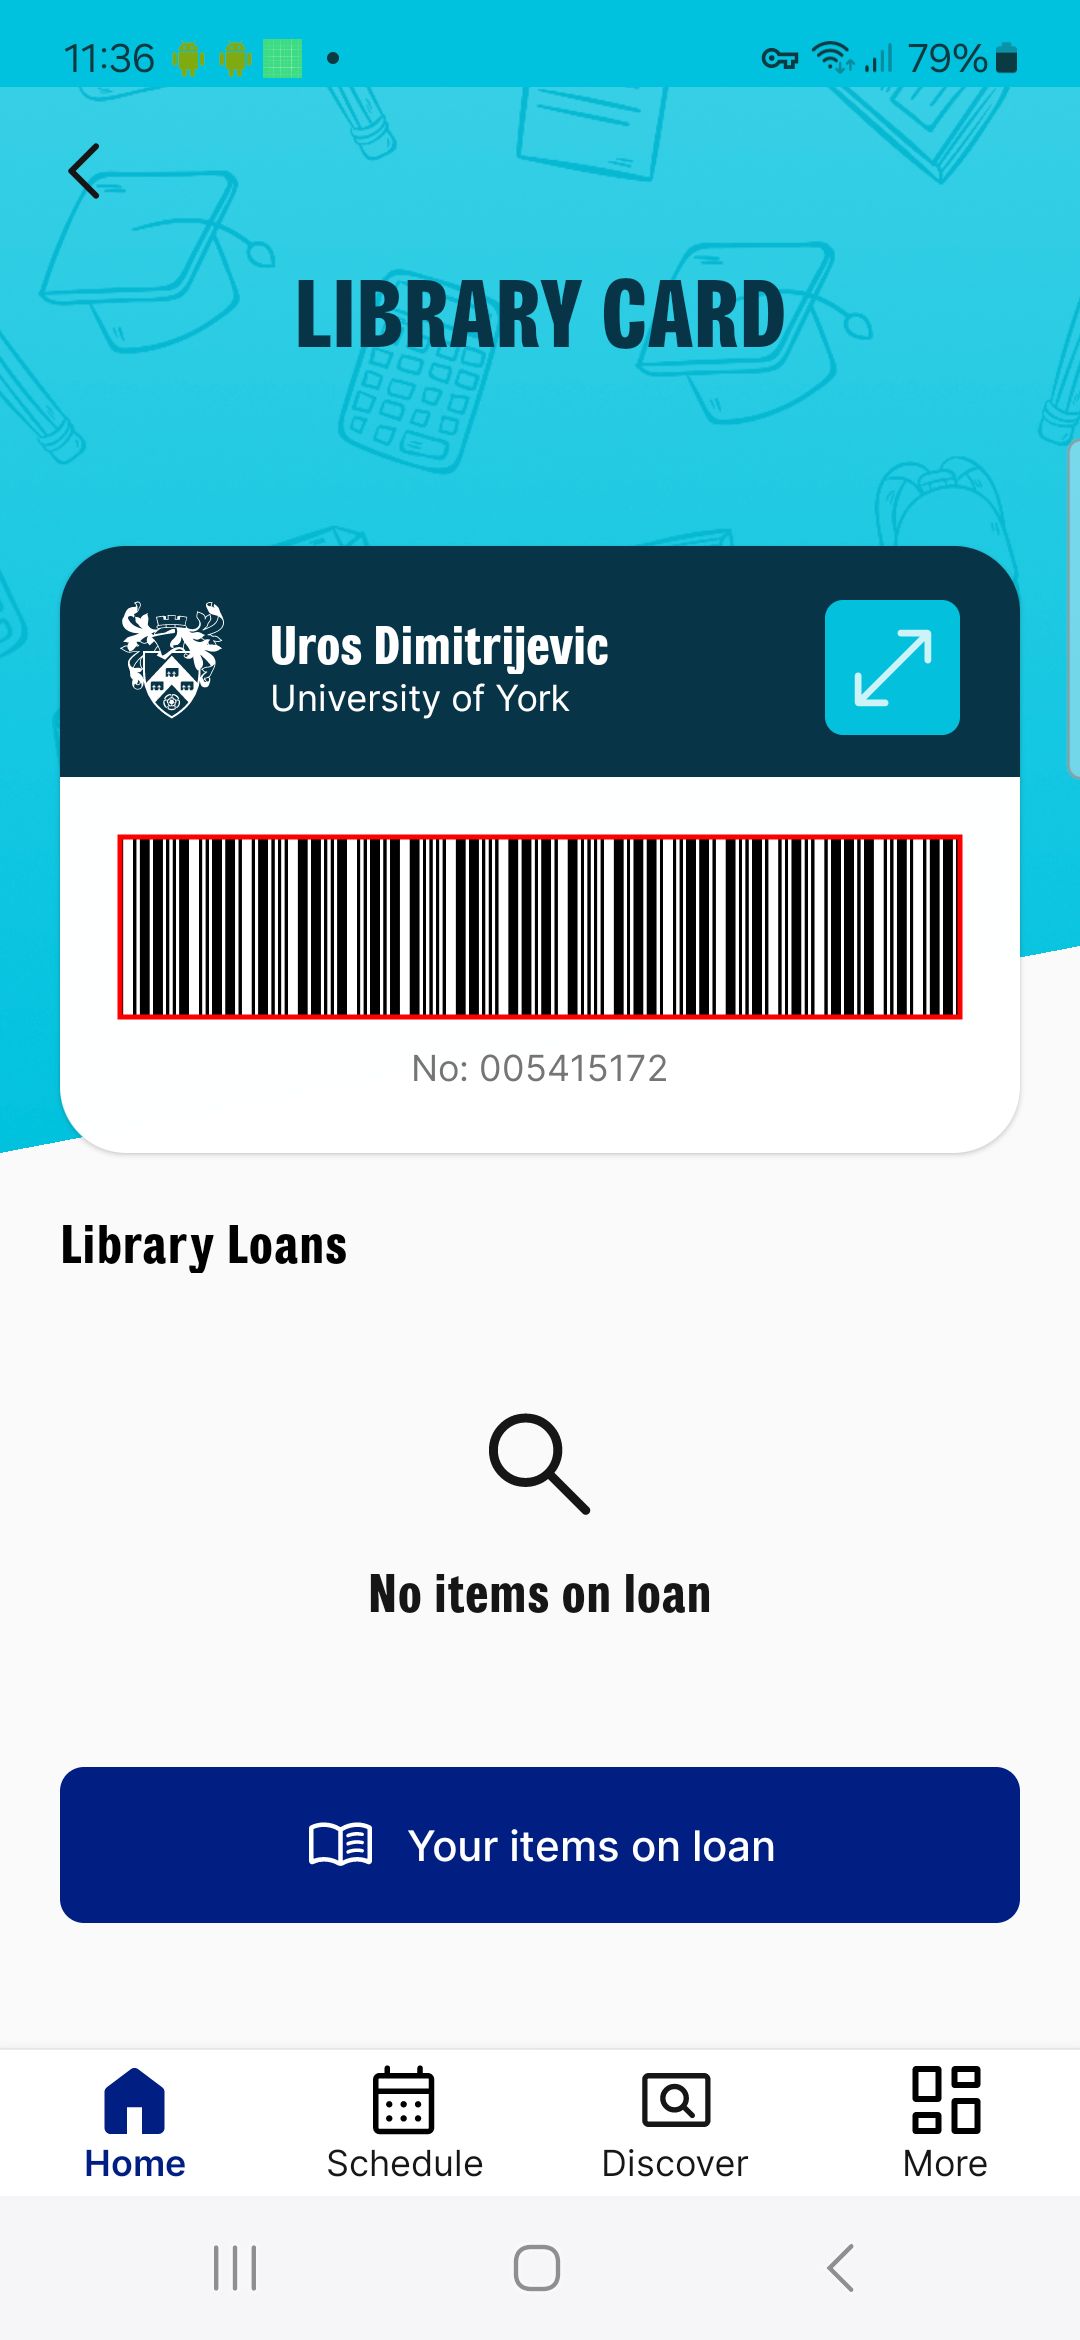 11:36
79%
LIBRARY CARD
Uros Dimitrijevic
University of York
No: 005415172
Library Loans
No items on loan
Your items on loan
Home
Schedule
Discover
More